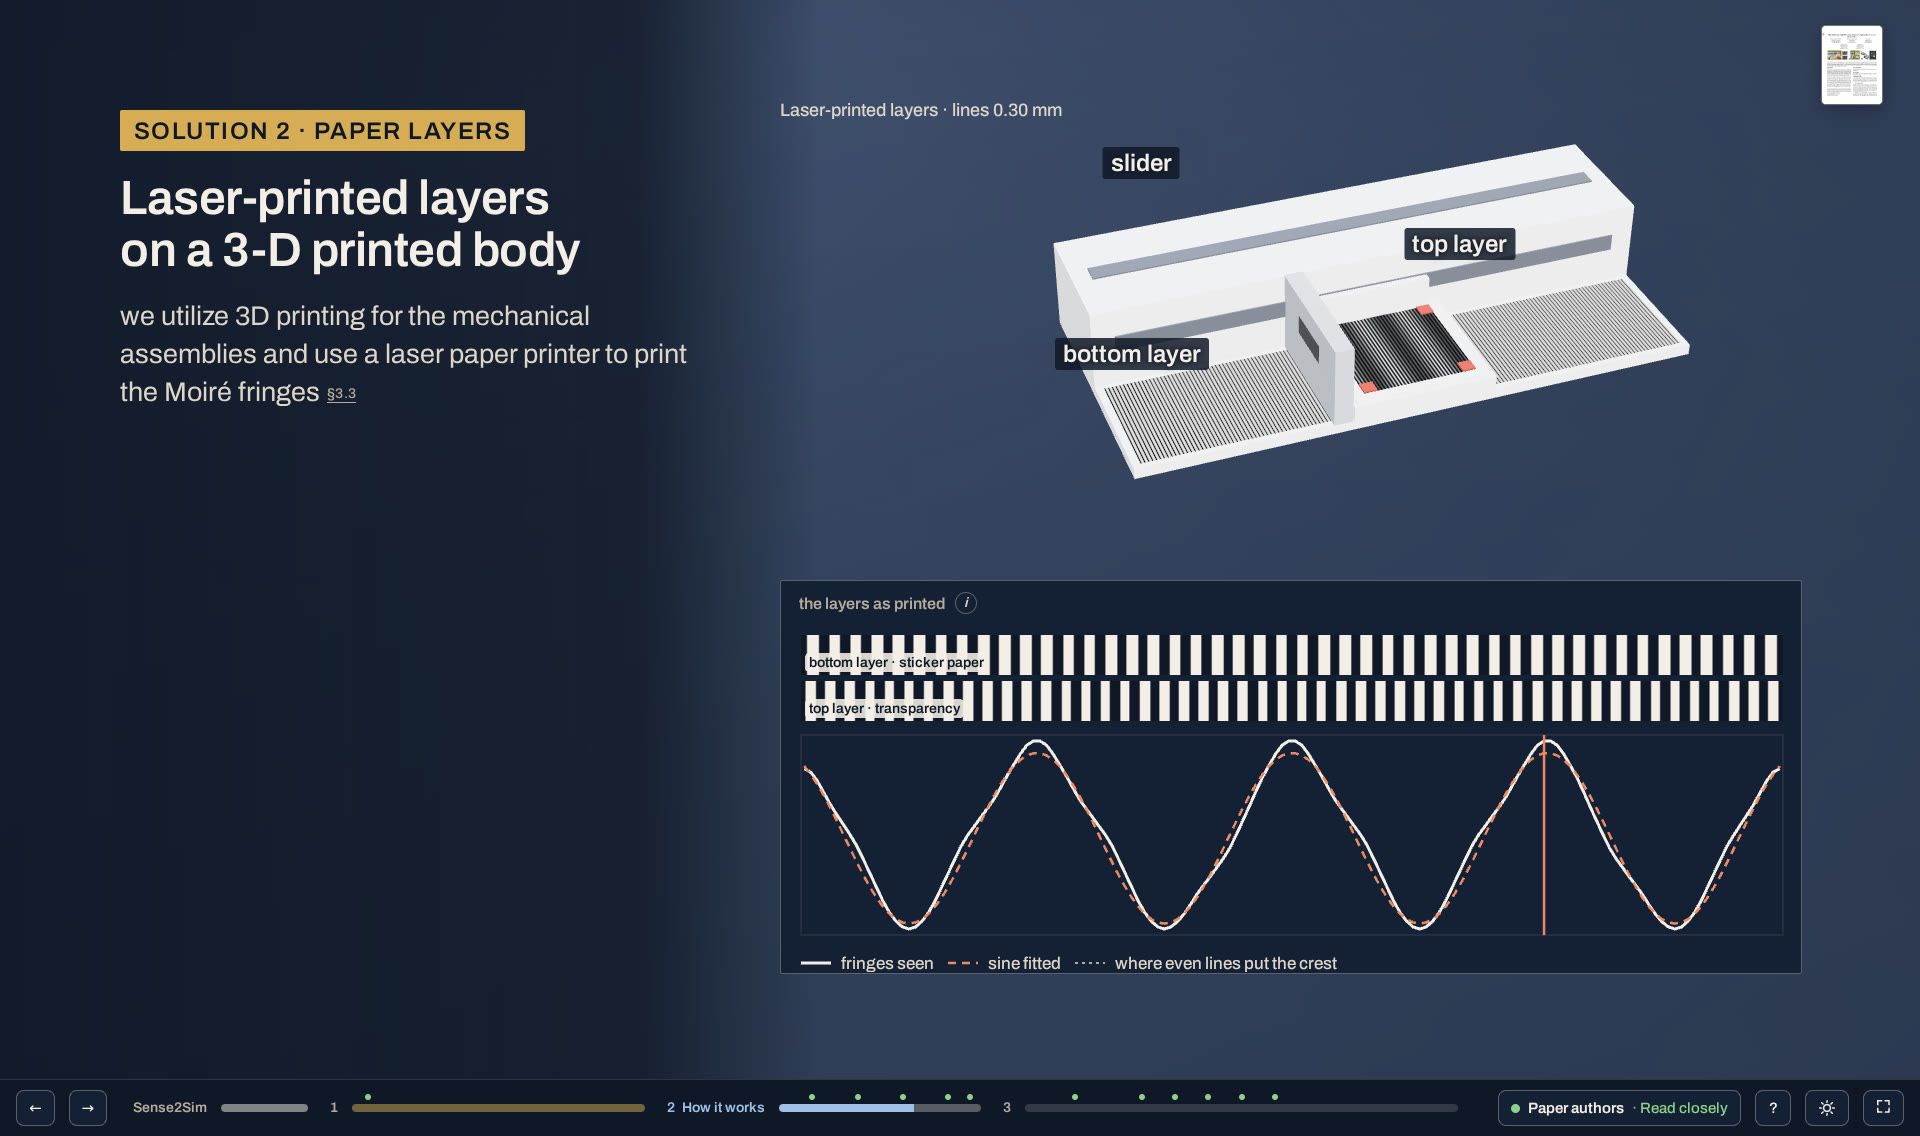 SOLUTION 2 · PAPER LAYERS
Laser-printed layers
on a 3-D printed body
we utilize 3D printing for the mechanical
assemblies and use a laser paper printer to print
the Moiré fringes §3.3
Laser-printed layers · lines 0.30 mm
slider
top layer
bottom layer
the layers as printed i
bottom layer · sticker paper
top layer · transparency
fringes seen
sine fitted
where even lines put the crest
← → Sense2Sim 1 2 How it works 3 Paper authors · Read closely ?